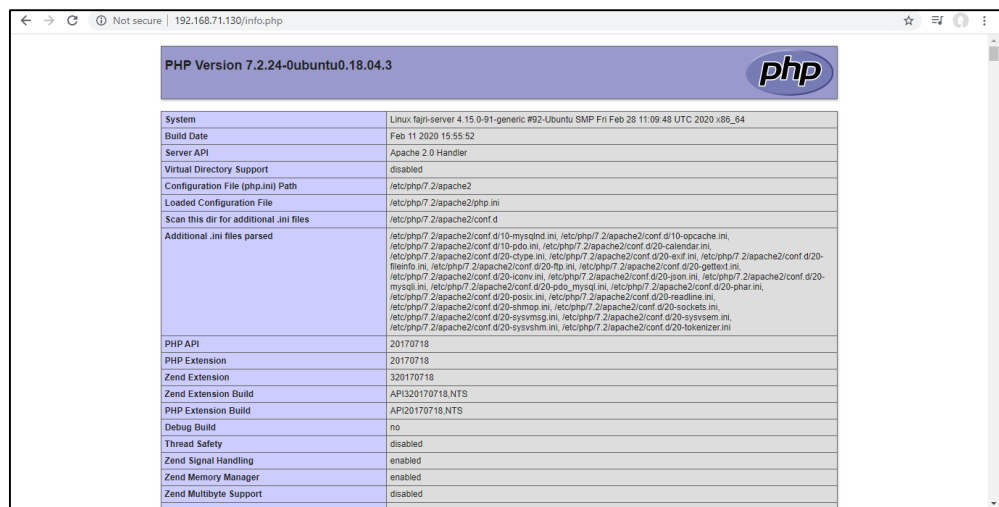 Not secure | 192.168.71.130/info.php
PHP Version 7.2.24-0ubuntu0.18.04.3
php
System Linux fajri-server 4.15.0-91-generic #92-Ubuntu SMP Fri Feb 28 11:09:48 UTC 2020 x86_64
Build Date Feb 11 2020 15:55:52
Server API Apache 2.0 Handler
Virtual Directory Support disabled
Configuration File (php.ini) Path /etc/php/7.2/apache2
Loaded Configuration File /etc/php/7.2/apache2/php.ini
Scan this dir for additional .ini files /etc/php/7.2/apache2/conf.d
Additional .ini files parsed /etc/php/7.2/apache2/conf.d/10-mysqlnd.ini, /etc/php/7.2/apache2/conf.d/10-opcache.ini,
/etc/php/7.2/apache2/conf.d/10-pdo.ini, /etc/php/7.2/apache2/conf.d/20-calendar.ini,
/etc/php/7.2/apache2/conf.d/20-ctype.ini, /etc/php/7.2/apache2/conf.d/20-exif.ini, /etc/php/7.2/apache2/conf.d/20-
fileinfo.ini, /etc/php/7.2/apache2/conf.d/20-ftp.ini, /etc/php/7.2/apache2/conf.d/20-gettext.ini,
/etc/php/7.2/apache2/conf.d/20-iconv.ini, /etc/php/7.2/apache2/conf.d/20-json.ini, /etc/php/7.2/apache2/conf.d/20-
mysqli.ini, /etc/php/7.2/apache2/conf.d/20-pdo_mysql.ini, /etc/php/7.2/apache2/conf.d/20-phar.ini,
/etc/php/7.2/apache2/conf.d/20-posix.ini, /etc/php/7.2/apache2/conf.d/20-readline.ini,
/etc/php/7.2/apache2/conf.d/20-shmop.ini, /etc/php/7.2/apache2/conf.d/20-sockets.ini,
/etc/php/7.2/apache2/conf.d/20-sysvmsg.ini, /etc/php/7.2/apache2/conf.d/20-sysvsem.ini,
/etc/php/7.2/apache2/conf.d/20-sysvshm.ini, /etc/php/7.2/apache2/conf.d/20-tokenizer.ini
PHP API 20170718
PHP Extension 20170718
Zend Extension 320170718
Zend Extension Build API320170718,NTS
PHP Extension Build API20170718,NTS
Debug Build no
Thread Safety disabled
Zend Signal Handling enabled
Zend Memory Manager enabled
Zend Multibyte Support disabled